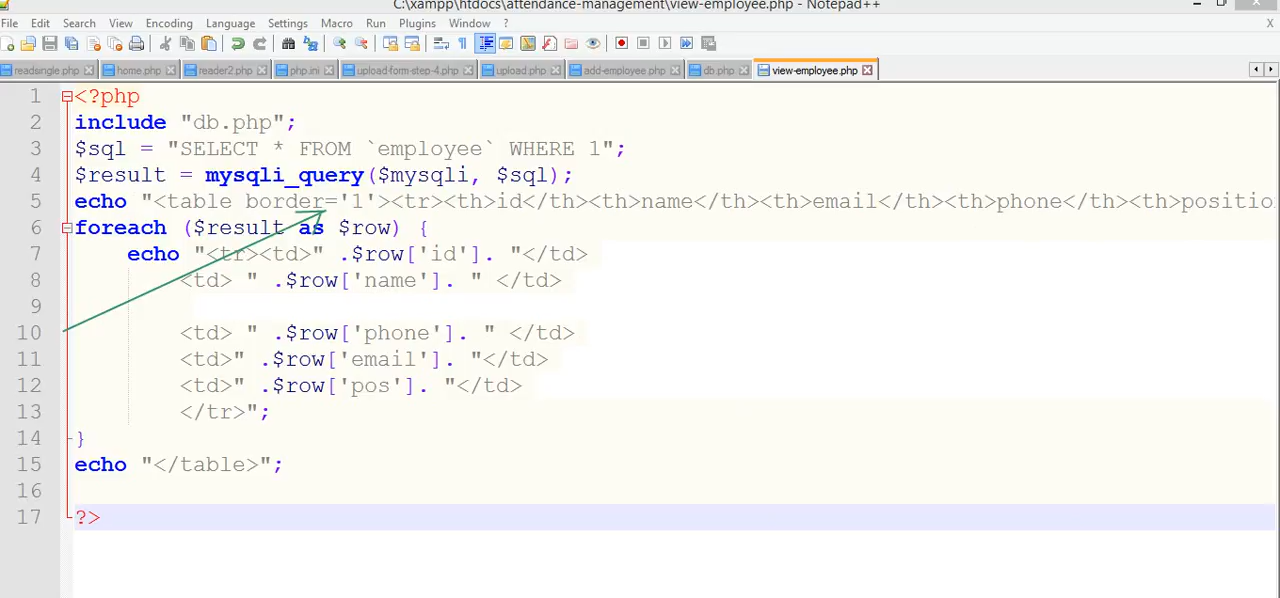 C:\xampp\htdocs\attendance-management\view-employee.php - Notepad++
File Edit Search View Encoding Language Settings Macro Run Plugins Window ? X
readsingle.php home.php reader2.php php.ini upload-form-step-4.php upload.php add-employee.php db.php view-employee.php
1 <?php
2 include "db.php";
3 $sql = "SELECT * FROM `employee` WHERE 1";
4 $result = mysqli_query($mysqli, $sql);
5 echo "<table border='1'><tr><th>id</th><th>name</th><th>email</th><th>phone</th><th>positio
6 foreach ($result as $row) {
7 echo "<tr><td>" .$row['id']. "</td>
8 <td> " .$row['name']. " </td>
9
10 <td> " .$row['phone']. " </td>
11 <td>" .$row['email']. "</td>
12 <td>" .$row['pos']. "</td>
13 </tr>";
14 }
15 echo "</table>";
16
17 ?>